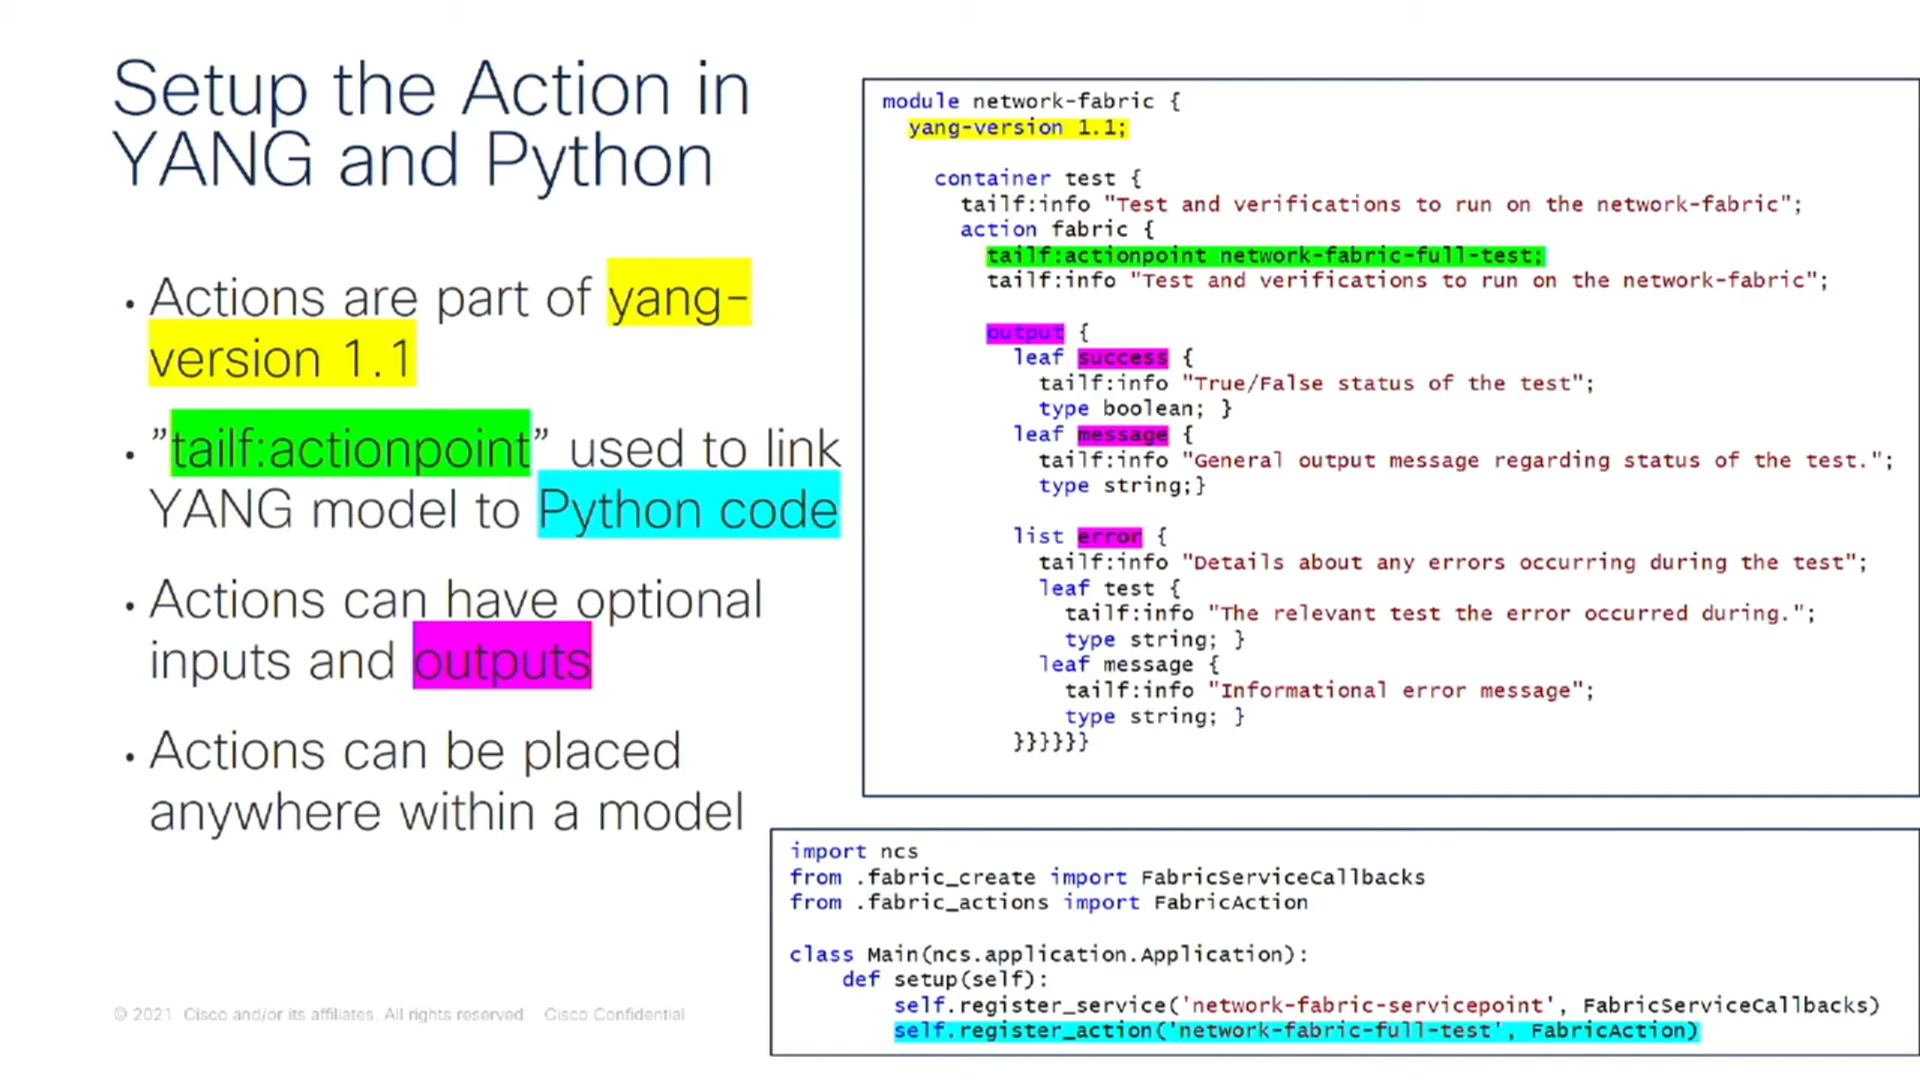 Setup the Action in
YANG and Python
• Actions are part of yang-
version 1.1
• ”tailf:actionpoint” used to link
YANG model to Python code
• Actions can have optional
inputs and outputs
• Actions can be placed
anywhere within a model
module network-fabric {
yang-version 1.1;
container test {
tailf:info "Test and verifications to run on the network-fabric";
action fabric {
tailf:actionpoint network-fabric-full-test;
tailf:info "Test and verifications to run on the network-fabric";
output {
leaf success {
tailf:info "True/False status of the test";
type boolean; }
leaf message {
tailf:info "General output message regarding status of the test.";
type string;}
list error {
tailf:info "Details about any errors occurring during the test";
leaf test {
tailf:info "The relevant test the error occurred during.";
type string; }
leaf message {
tailf:info "Informational error message";
type string; }
}}}}}}
import ncs
from .fabric_create import FabricServiceCallbacks
from .fabric_actions import FabricAction
class Main(ncs.application.Application):
def setup(self):
self.register_service('network-fabric-servicepoint', FabricServiceCallbacks)
self.register_action('network-fabric-full-test', FabricAction)
© 2021 Cisco and/or its affiliates. All rights reserved. Cisco Confidential